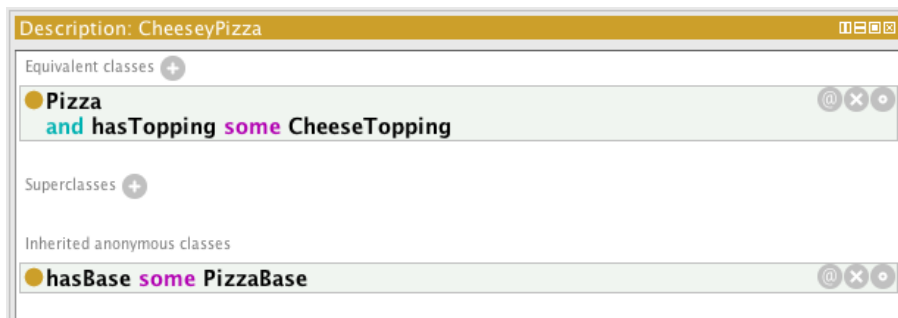 Description: CheeseyPizza
Equivalent classes
Pizza
and hasTopping some CheeseTopping
Superclasses
Inherited anonymous classes
hasBase some PizzaBase